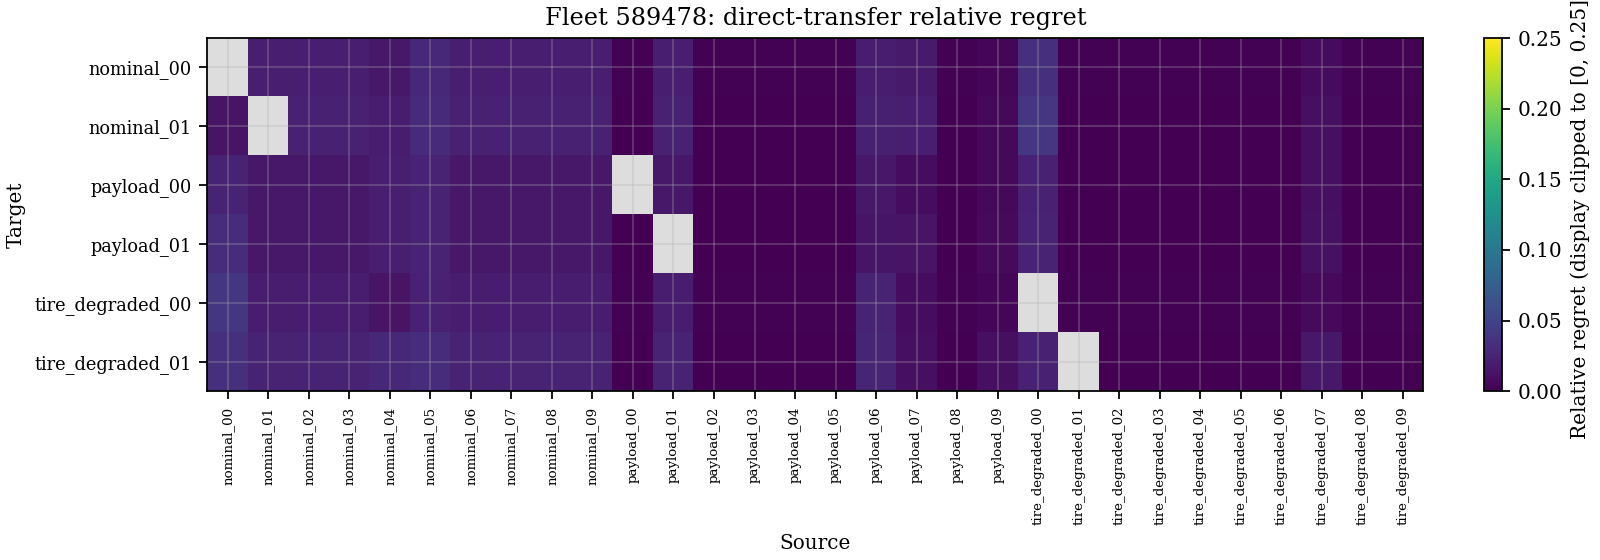 Fleet 589478: direct-transfer relative regret
Target
nominal_00
nominal_01
payload_00
payload_01
tire_degraded_00
tire_degraded_01
nominal_00
nominal_01
nominal_02
nominal_03
nominal_04
nominal_05
nominal_06
nominal_07
nominal_08
nominal_09
payload_00
payload_01
payload_02
payload_03
payload_04
payload_05
payload_06
payload_07
payload_08
payload_09
tire_degraded_00
tire_degraded_01
tire_degraded_02
tire_degraded_03
tire_degraded_04
tire_degraded_05
tire_degraded_06
tire_degraded_07
tire_degraded_08
tire_degraded_09
Source
0.25
0.20
0.15
0.10
0.05
0.00
Relative regret (display clipped to [0, 0.25]